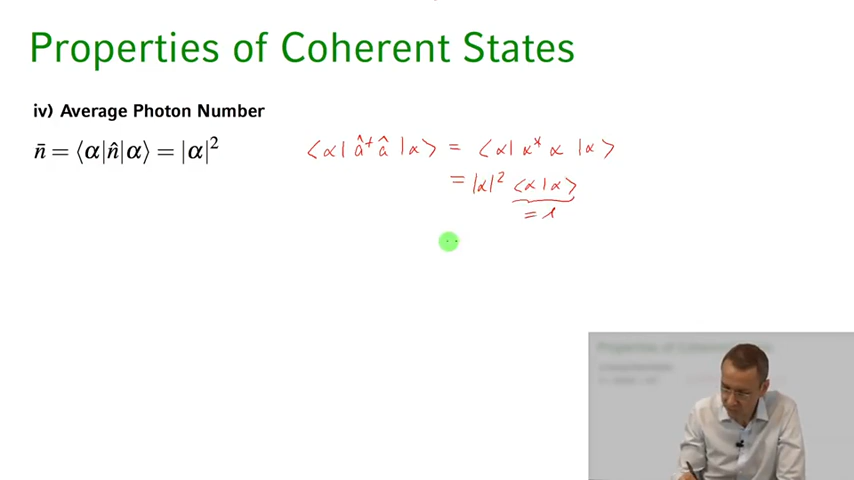 Properties of Coherent States
iv) Average Photon Number
n̄ = ⟨α|n̂|α⟩ = |α|²
⟨α| â⁺ â |α⟩ = ⟨α| α* α |α⟩
= |α|² ⟨α|α⟩
= 1